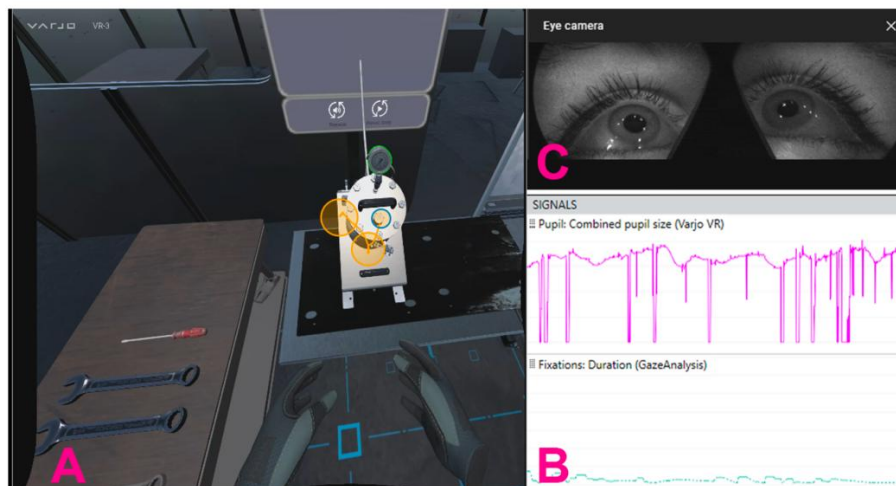 VARJO VR-3
A
Eye camera
C
SIGNALS
Pupil: Combined pupil size (Varjo VR)
Fixations: Duration (GazeAnalysis)
B